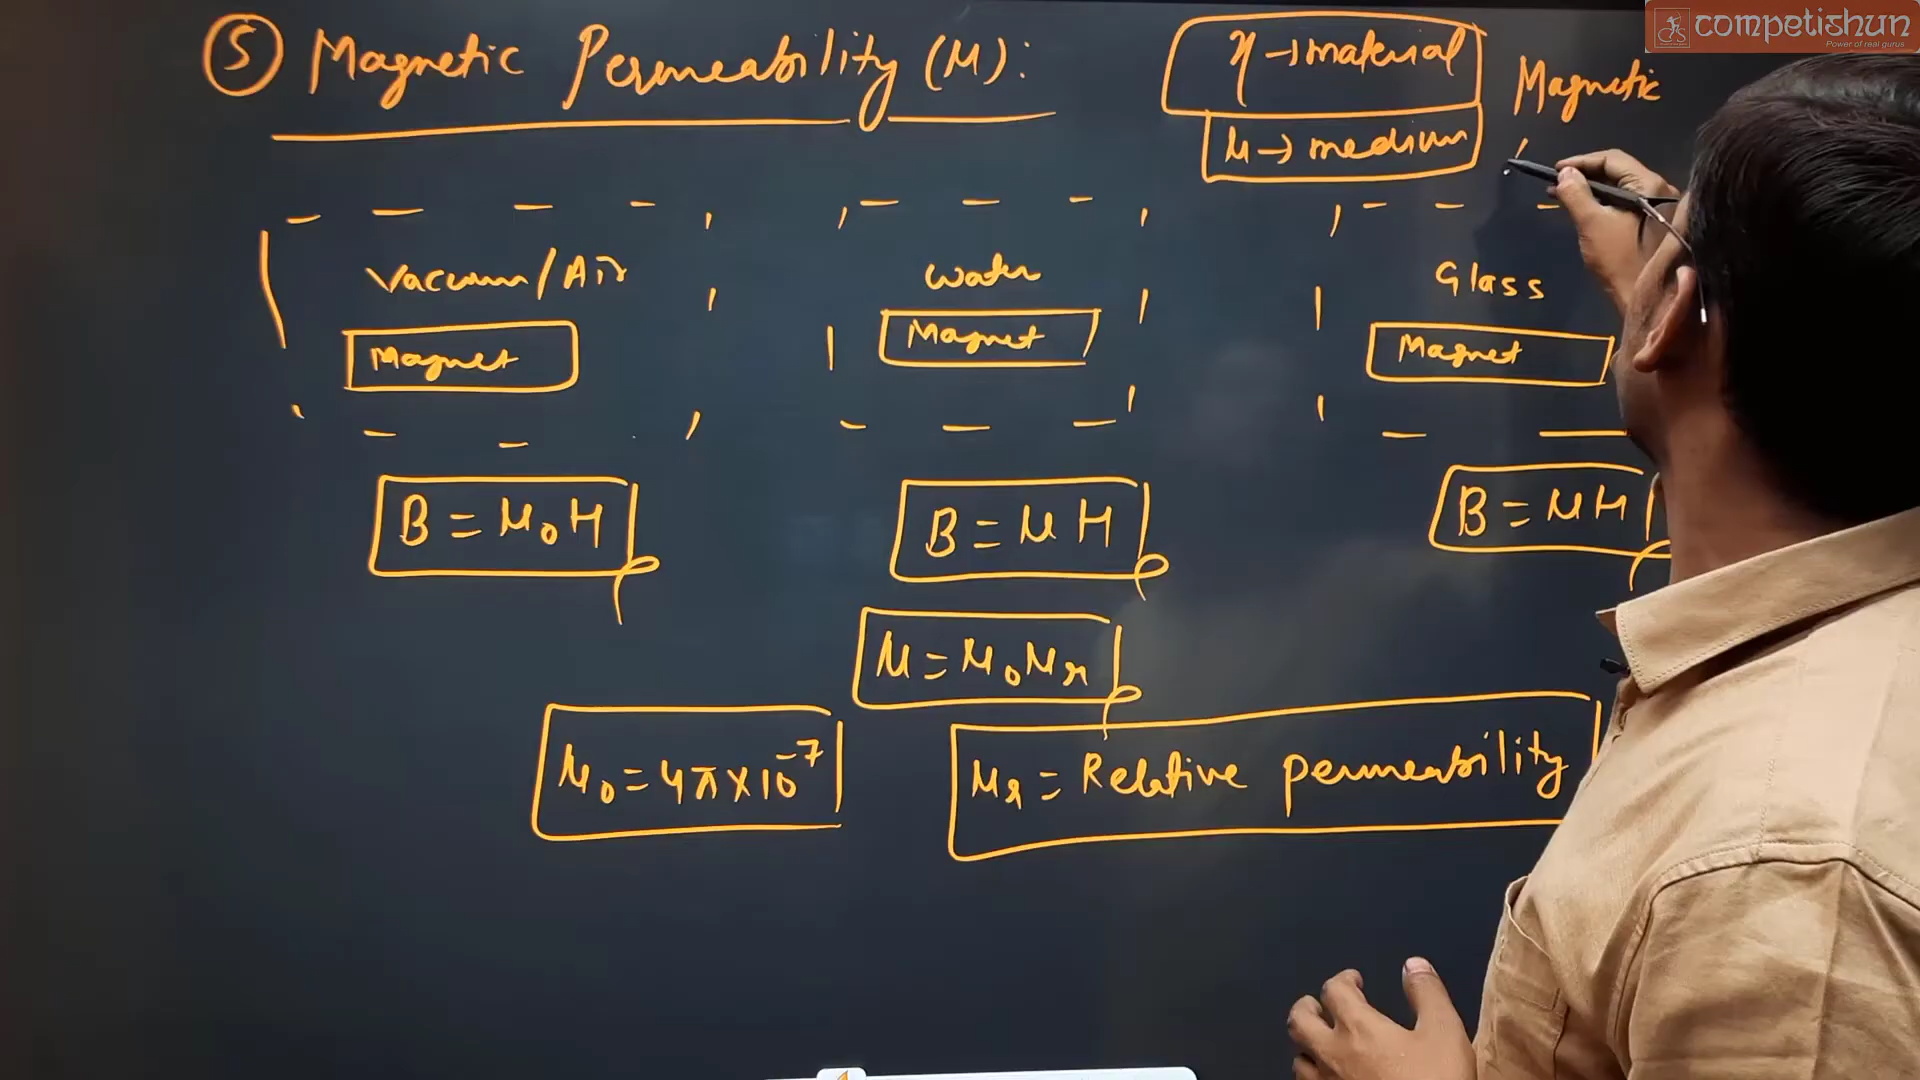 competishun
Power of real gurus
⑤ Magnetic Permeability (μ):
χ → material
Magnetic
μ → medium
Vacuum/Air
Water
Glass
Magnet
Magnet
Magnet
B = μ₀H
B = μH
B = μH
μ = μ₀μᵣ
μ₀ = 4π×10⁻⁷
μᵣ = Relative permeability